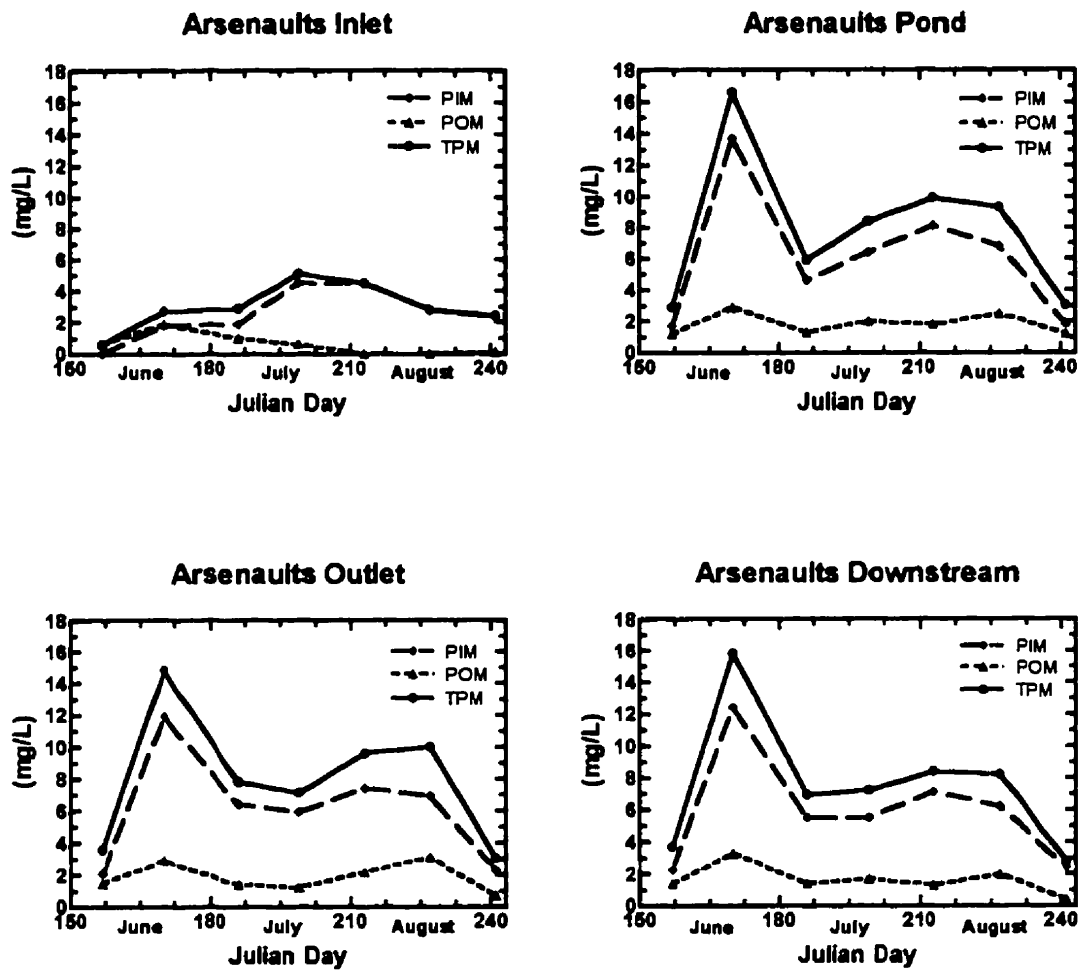 Arsenaults Inlet
18
16
14
12
10
8
6
4
2
0
(mg/L)
PIM
POM
TPM
150 180 210 240
June July August
Julian Day
Arsenaults Pond
18
16
14
12
10
8
6
4
2
0
(mg/L)
PIM
POM
TPM
150 180 210 240
June July August
Julian Day
Arsenaults Outlet
18
16
14
12
10
8
6
4
2
0
(mg/L)
PIM
POM
TPM
150 180 210 240
June July August
Julian Day
Arsenaults Downstream
18
16
14
12
10
8
6
4
2
0
(mg/L)
PIM
POM
TPM
150 180 210 240
June July August
Julian Day